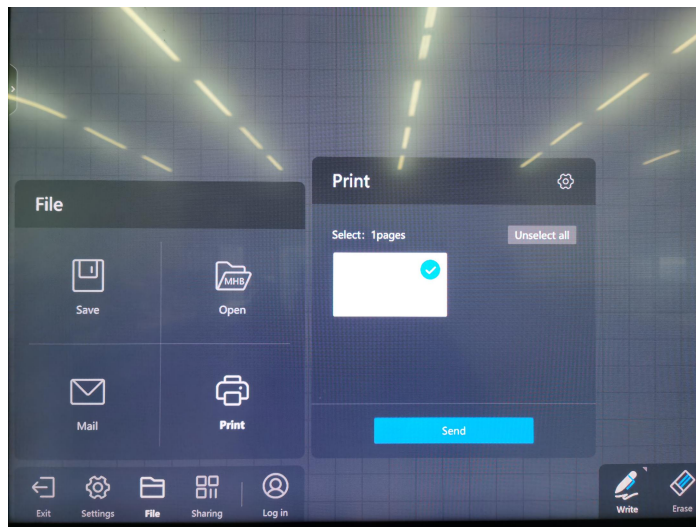 File
Save
MHB
Open
Mail
Print
Print
Select: 1pages
Unselect all
Send
Exit
Settings
File
Sharing
Log in
Write
Erase